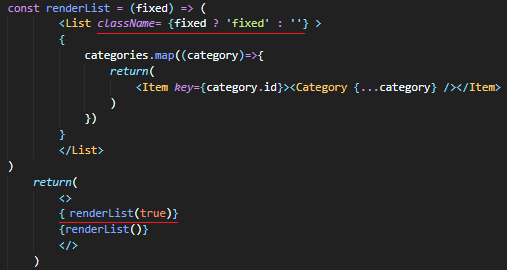 const renderList = (fixed) => (
<List className= {fixed ? 'fixed' : ''} >
{
categories.map((category)=>{
return(
<Item key={category.id}><Category {...category} /></Item>
)
})
}
</List>
)
return(
<>
{ renderList(true)}
{renderList()}
</>
)